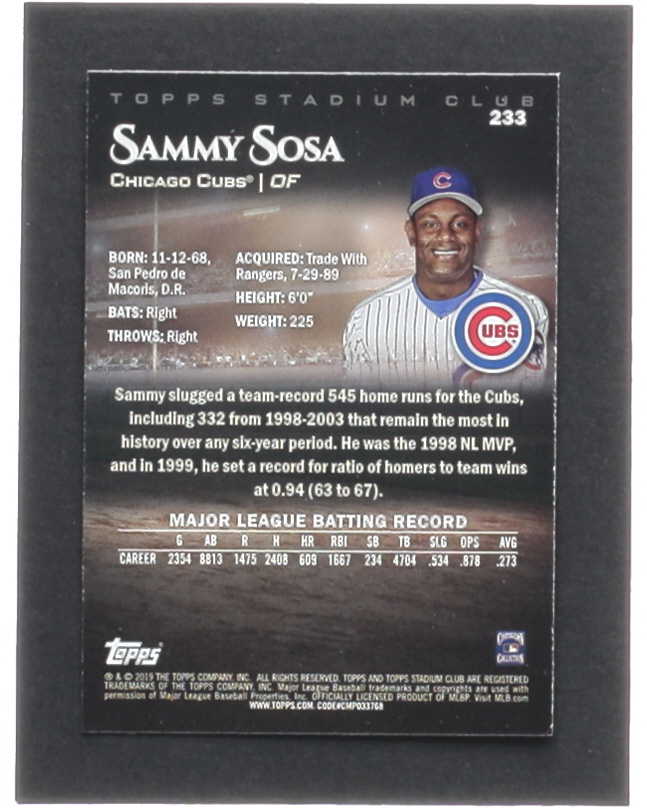 TOPPS STADIUM CLUB
233
SAMMY SOSA
CHICAGO CUBS® | OF
BORN: 11-12-68,
San Pedro de
Macoris, D.R.
BATS: Right
THROWS: Right
ACQUIRED: Trade With
Rangers, 7-29-89
HEIGHT: 6'0"
WEIGHT: 225
C
CUBS
Sammy slugged a team-record 545 home runs for the Cubs,
including 332 from 1998-2003 that remain the most in
history over any six-year period. He was the 1998 NL MVP,
and in 1999, he set a record for ratio of homers to team wins
at 0.94 (63 to 67).
MAJOR LEAGUE BATTING RECORD
G AB R H HR RBI SB TB SLG OPS AVG
CAREER 2354 8813 1475 2408 609 1667 234 4704 .534 .878 .273
Topps®
® & © 2019 THE TOPPS COMPANY, INC. ALL RIGHTS RESERVED. TOPPS AND TOPPS STADIUM CLUB ARE REGISTERED
TRADEMARKS OF THE TOPPS COMPANY, INC. Major League Baseball trademarks and copyrights are used with
permission of Major League Baseball Properties, Inc. OFFICIALLY LICENSED PRODUCT OF MLBP. Visit MLB.com
WWW.TOPPS.COM. CODE#CMP033768